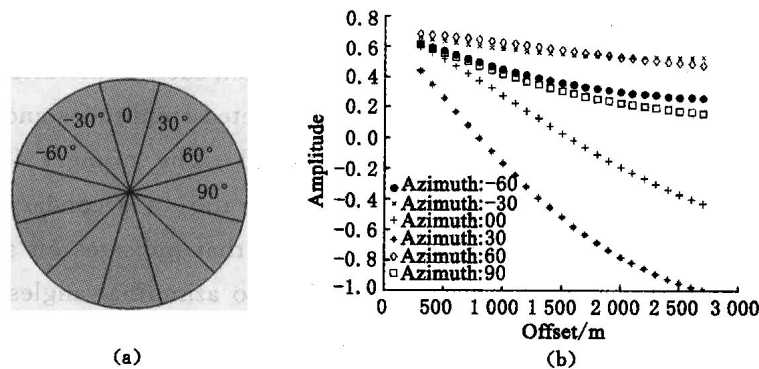 -60°
-30°
0
30°
60°
90°
(a)
Amplitude
0.8
0.6
0.4
0.2
0.0
-0.2
-0.4
-0.6
-0.8
-1.0
Azimuth:-60
Azimuth:-30
Azimuth:00
Azimuth:30
Azimuth:60
Azimuth:90
0 500 1 000 1 500 2 000 2 500 3 000
Offset/m
(b)